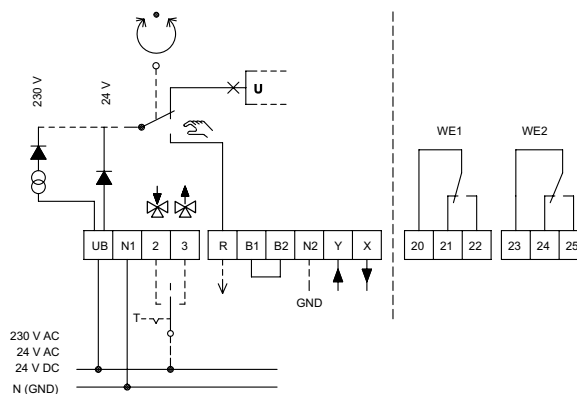 230 V
24 V
U
WE1
WE2
UB N1 2 3
R B1 B2 N2 Y X
20 21 22
23 24 25
GND
T
230 V AC
24 V AC
24 V DC
N (GND)